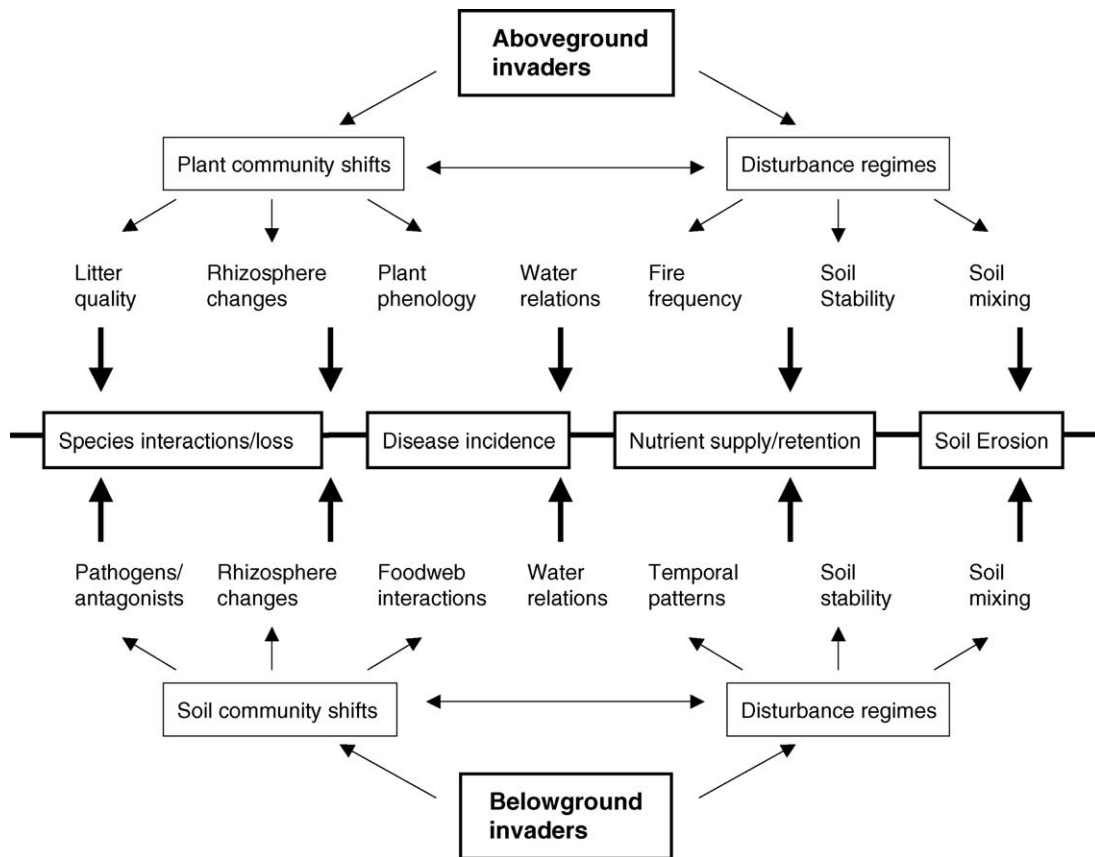 Aboveground
invaders
Plant community shifts
Disturbance regimes
Litter
quality
Rhizosphere
changes
Plant
phenology
Water
relations
Fire
frequency
Soil
Stability
Soil
mixing
Species interactions/loss
Disease incidence
Nutrient supply/retention
Soil Erosion
Pathogens/
antagonists
Rhizosphere
changes
Foodweb
interactions
Water
relations
Temporal
patterns
Soil
stability
Soil
mixing
Soil community shifts
Disturbance regimes
Belowground
invaders